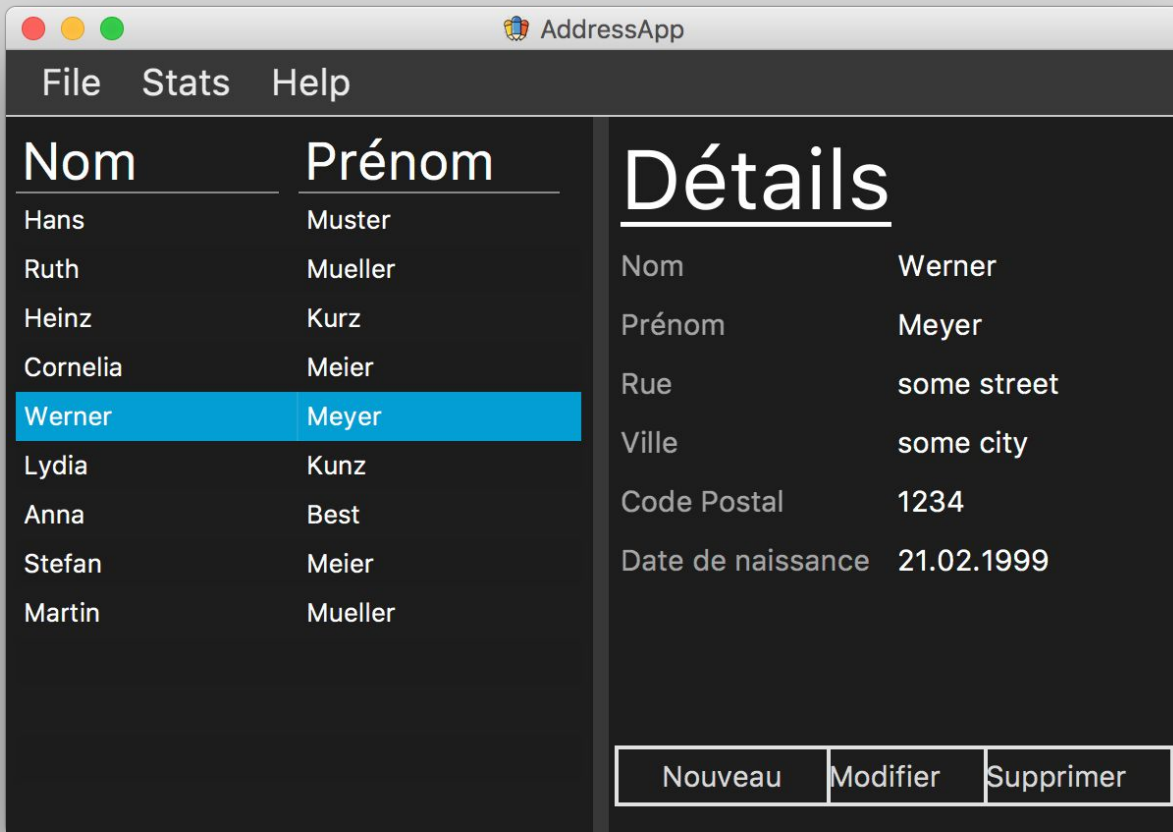 AddressApp
File Stats Help
Nom Prénom
Hans Muster
Ruth Mueller
Heinz Kurz
Cornelia Meier
Werner Meyer
Lydia Kunz
Anna Best
Stefan Meier
Martin Mueller
Détails
Nom Werner
Prénom Meyer
Rue some street
Ville some city
Code Postal 1234
Date de naissance 21.02.1999
Nouveau Modifier Supprimer